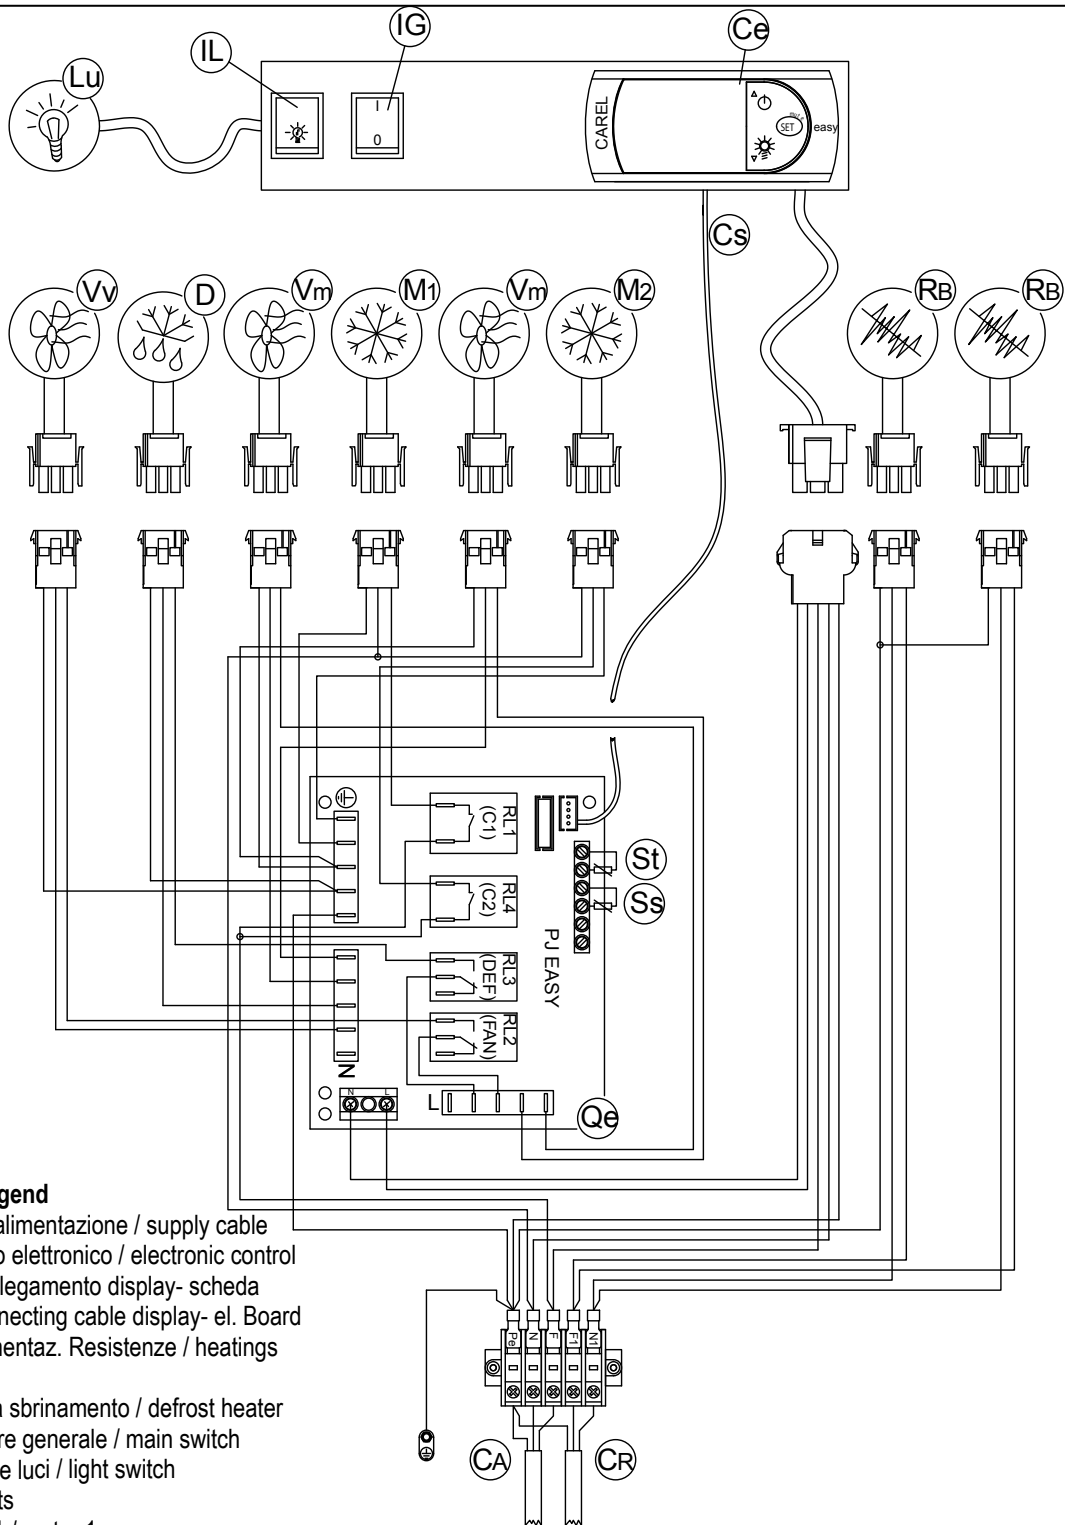 IG
IL
Ce
Lu
CAREL
I
0
mute
SET
easy
Cs
Vv
D
Vm
M1
Vm
M2
RB
RB
RL1
(C1)
RL4
(C2)
RL3
(DEF)
RL2
(FAN)
PJ EASY
St
Ss
N
N
L
L
Qe
gend
alimentazione / supply cable
o elettronico / electronic control
legamento display- scheda
nnecting cable display- el. Board
nentaz. Resistenze / heatings
a sbrinamento / defrost heater
re generale / main switch
e luci / light switch
ts
Pe
N
F
F1
N1
CA
CR